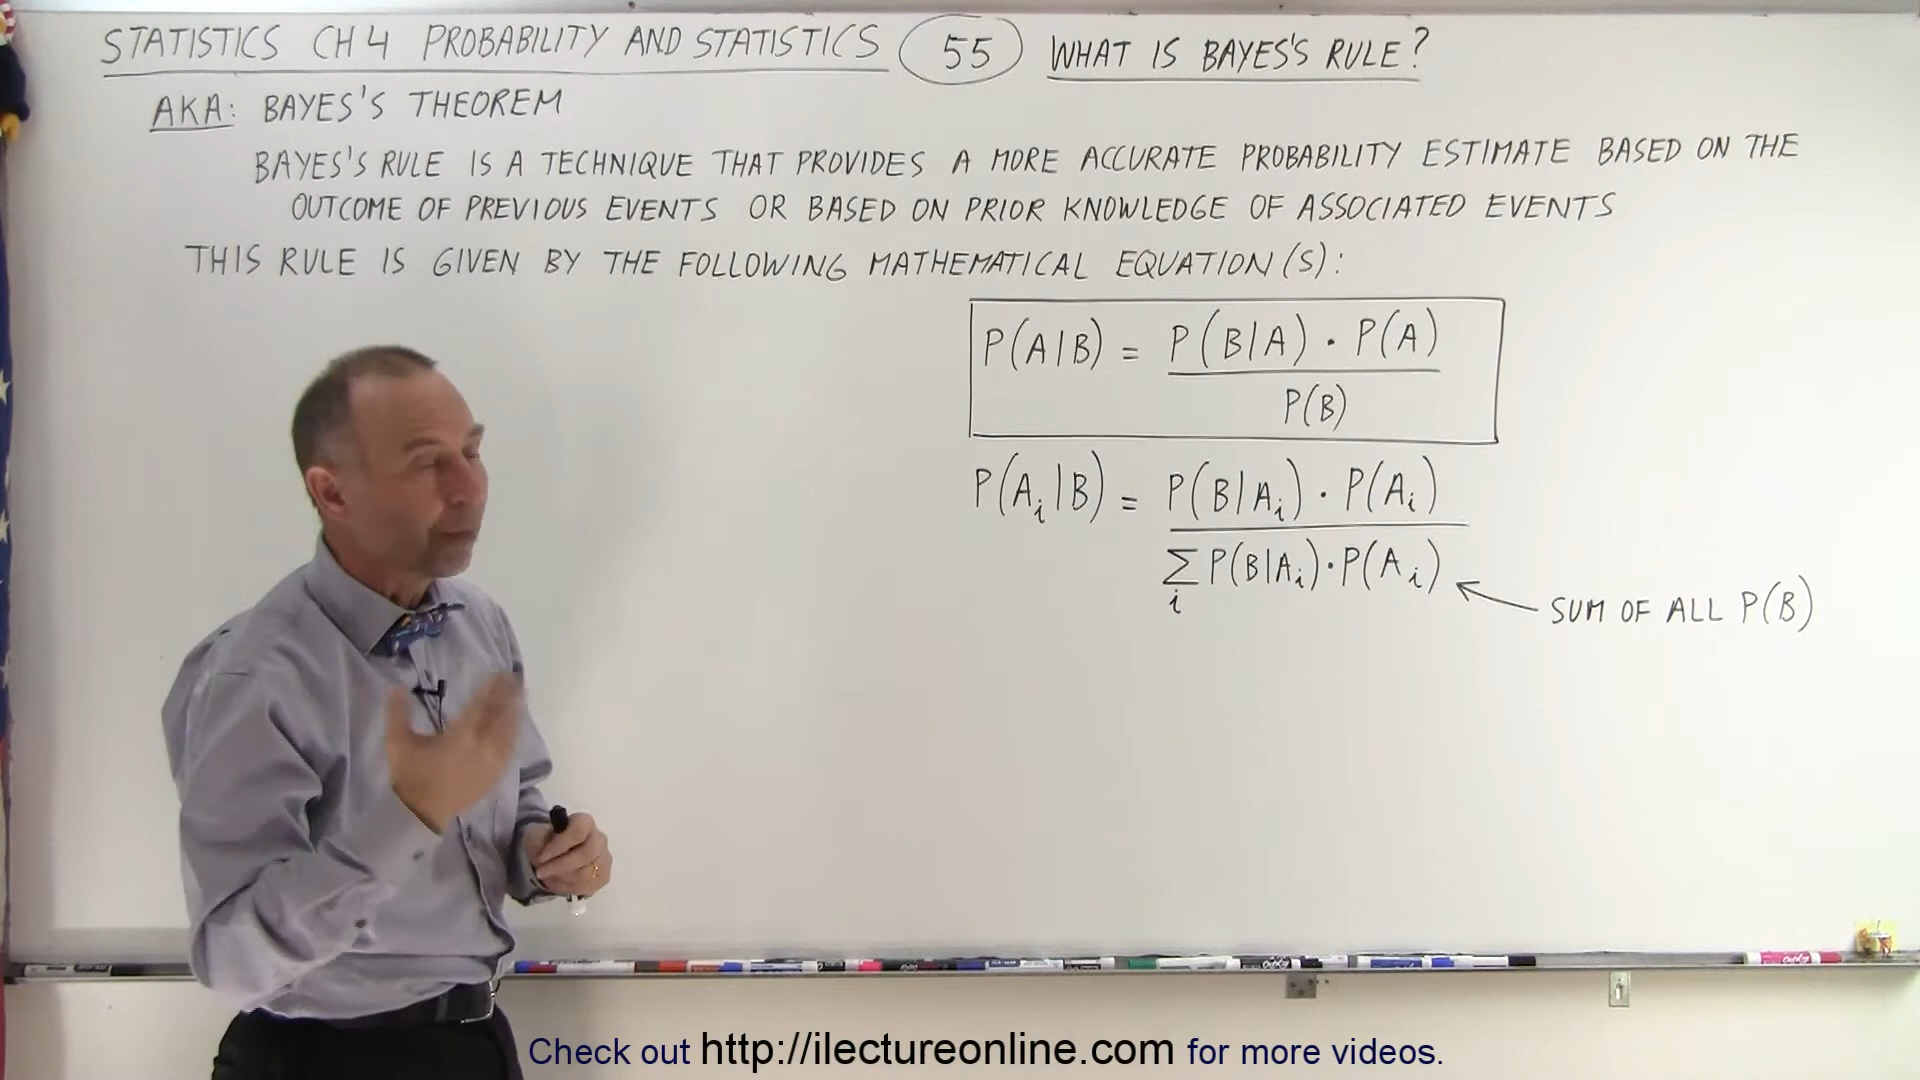 STATISTICS CH 4 PROBABILITY AND STATISTICS 55 WHAT IS BAYES'S RULE?
AKA: BAYES'S THEOREM
BAYES'S RULE IS A TECHNIQUE THAT PROVIDES A MORE ACCURATE PROBABILITY ESTIMATE BASED ON THE
OUTCOME OF PREVIOUS EVENTS OR BASED ON PRIOR KNOWLEDGE OF ASSOCIATED EVENTS
THIS RULE IS GIVEN BY THE FOLLOWING MATHEMATICAL EQUATION(S):
P(A|B) = P(B|A) · P(A)
P(B)
P(Aᵢ|B) = P(B|Aᵢ) · P(Aᵢ)
∑ᵢ P(B|Aᵢ)·P(Aᵢ)
SUM OF ALL P(B)
Check out http://ilectureonline.com for more videos.